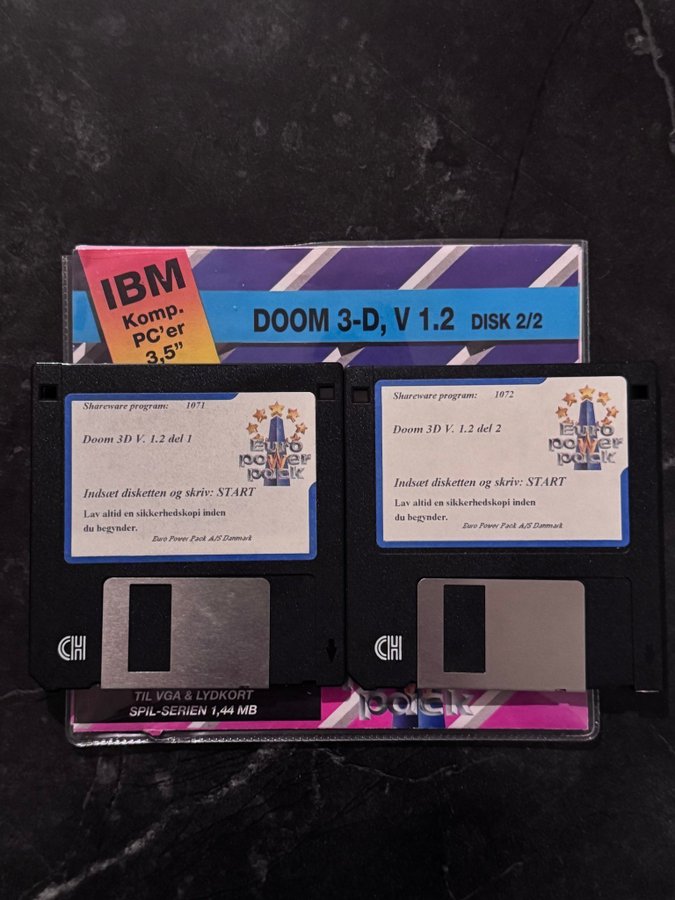 IBM
Komp.
PC'er
3,5"
DOOM 3-D, V 1.2 DISK 2/2
Shareware program: 1071
Doom 3D V. 1.2 del 1
Euro
power
pack
Indsæt disketten og skriv: START
Lav altid en sikkerhedskopi inden
du begynder.
Euro Power Pack A/S Danmark
CH
Shareware program: 1072
Doom 3D V. 1.2 del 2
Euro
power
pack
Indsæt disketten og skriv: START
Lav altid en sikkerhedskopi inden
du begynder.
Euro Power Pack A/S Danmark
CH
TIL VGA & LYDKORT
SPIL-SERIEN 1,44 MB
pack